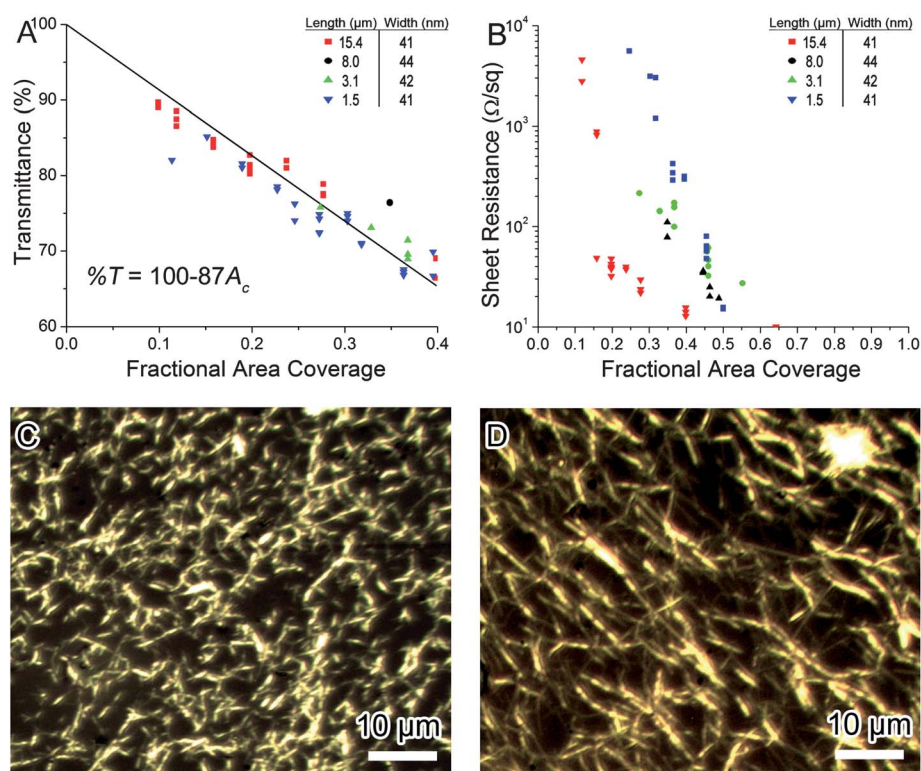 A
Length (µm) Width (nm)
15.4 41
8.0 44
3.1 42
1.5 41
Transmittance (%)
100
90
80
70
60
%T = 100-87Ac
0.0 0.1 0.2 0.3 0.4
Fractional Area Coverage
B
Length (µm) Width (nm)
15.4 41
8.0 44
3.1 42
1.5 41
Sheet Resistance (Ω/sq)
10⁴
10³
10²
10¹
0.0 0.1 0.2 0.3 0.4 0.5 0.6 0.7 0.8 0.9 1.0
Fractional Area Coverage
C
10 µm
D
10 µm